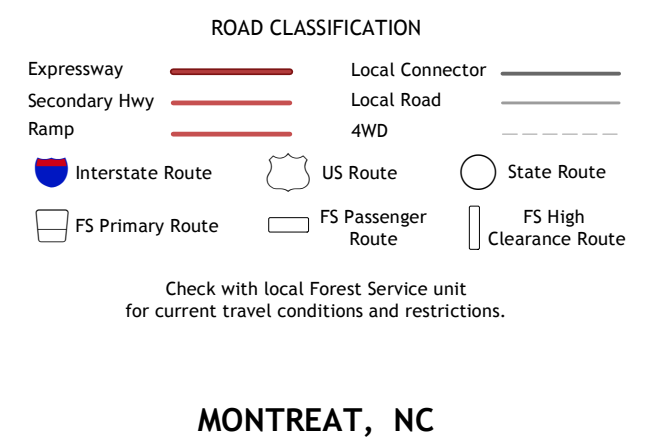 ROAD CLASSIFICATION
Expressway
Local Connector
Secondary Hwy
Local Road
Ramp
4WD
Interstate Route
US Route
State Route
FS Primary Route
FS Passenger
Route
FS High
Clearance Route
Check with local Forest Service unit
for current travel conditions and restrictions.
MONTREAT, NC